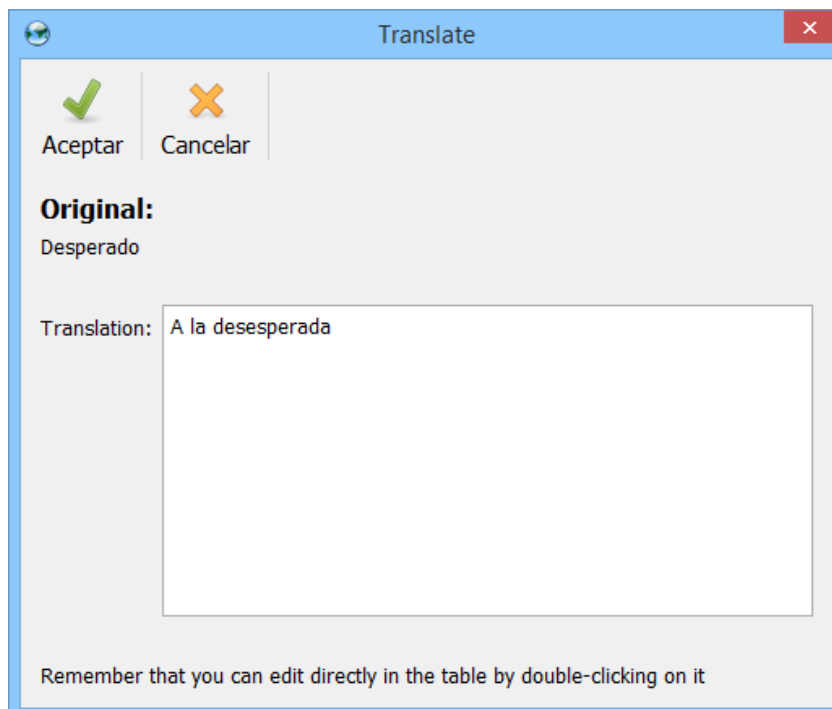 Translate
Aceptar Cancelar
Original:
Desperado
Translation: A la desesperada
Remember that you can edit directly in the table by double-clicking on it